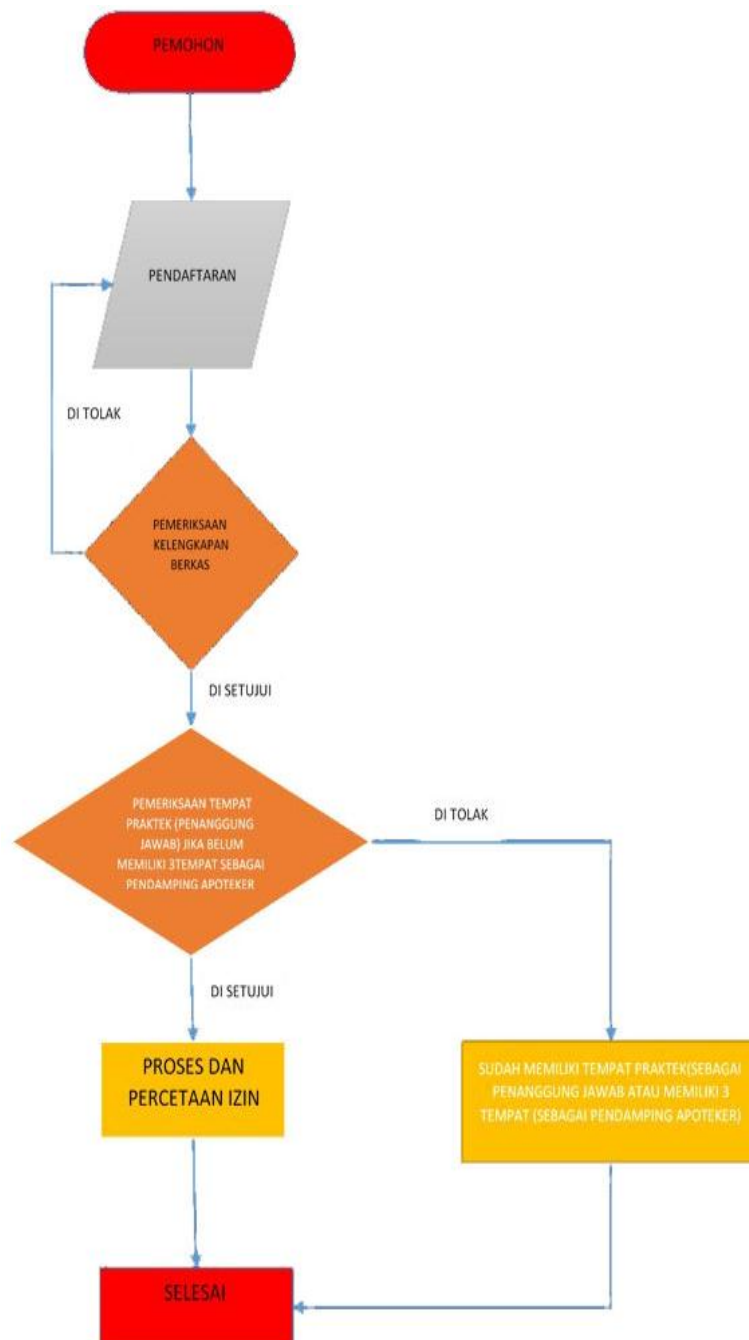 PEMOHON
PENDAFTARAN
DI TOLAK
PEMERIKSAAN
KELENGKAPAN
BERKAS
DI SETUJUI
PEMERIKSAAN TEMPAT
PRAKTEK (PENANGGUNG
JAWAB) JIKA BELUM
MEMILIKI 3TEMPAT SEBAGAI
PENDAMPING APOTEKER
DI TOLAK
DI SETUJUI
PROSES DAN
PERCETAAN IZIN
SUDAH MEMILIKI TEMPAT PRAKTEK(SEBAGAI
PENANGGUNG JAWAB ATAU MEMILIKI 3
TEMPAT (SEBAGAI PENDAMPING APOTEKER)
SELESAI